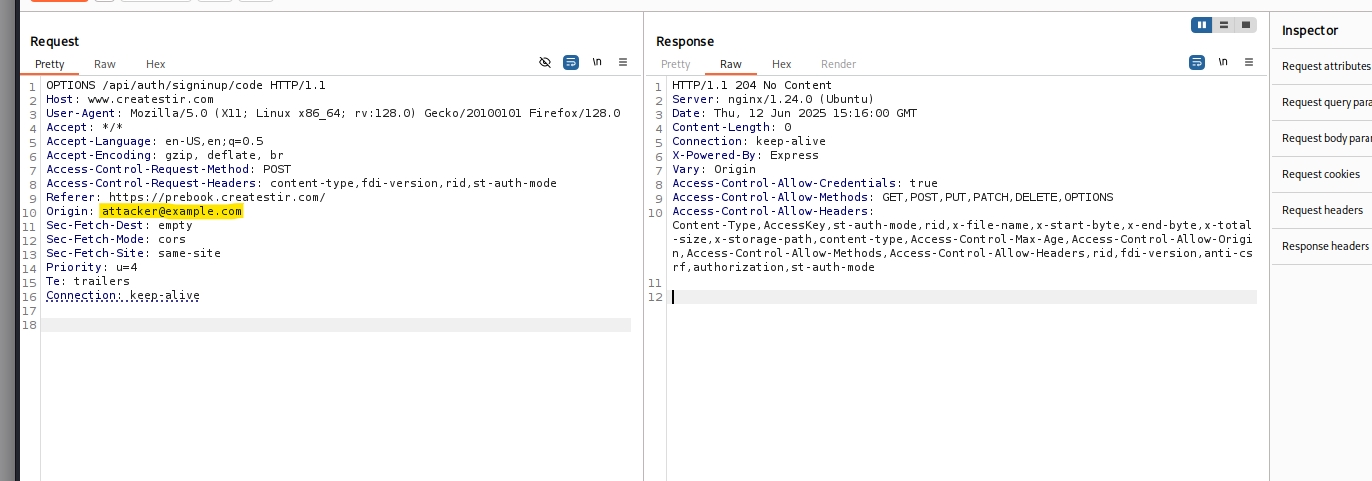 Request
Pretty Raw Hex \n
1 OPTIONS /api/auth/signinup/code HTTP/1.1
2 Host: www.createstir.com
3 User-Agent: Mozilla/5.0 (X11; Linux x86_64; rv:128.0) Gecko/20100101 Firefox/128.0
4 Accept: */*
5 Accept-Language: en-US,en;q=0.5
6 Accept-Encoding: gzip, deflate, br
7 Access-Control-Request-Method: POST
8 Access-Control-Request-Headers: content-type,fdi-version,rid,st-auth-mode
9 Referer: https://prebook.createstir.com/
10 Origin: attacker@example.com
11 Sec-Fetch-Dest: empty
12 Sec-Fetch-Mode: cors
13 Sec-Fetch-Site: same-site
14 Priority: u=4
15 Te: trailers
16 Connection: keep-alive
17
18
Response
Pretty Raw Hex Render \n
1 HTTP/1.1 204 No Content
2 Server: nginx/1.24.0 (Ubuntu)
3 Date: Thu, 12 Jun 2025 15:16:00 GMT
4 Content-Length: 0
5 Connection: keep-alive
6 X-Powered-By: Express
7 Vary: Origin
8 Access-Control-Allow-Credentials: true
9 Access-Control-Allow-Methods: GET,POST,PUT,PATCH,DELETE,OPTIONS
10 Access-Control-Allow-Headers:
Content-Type,AccessKey,st-auth-mode,rid,x-file-name,x-start-byte,x-end-byte,x-total
-size,x-storage-path,content-type,Access-Control-Max-Age,Access-Control-Allow-Origi
n,Access-Control-Allow-Methods,Access-Control-Allow-Headers,rid,fdi-version,anti-cs
rf,authorization,st-auth-mode
11
12
Inspector
Request attributes
Request query para
Request body para
Request cookies
Request headers
Response headers